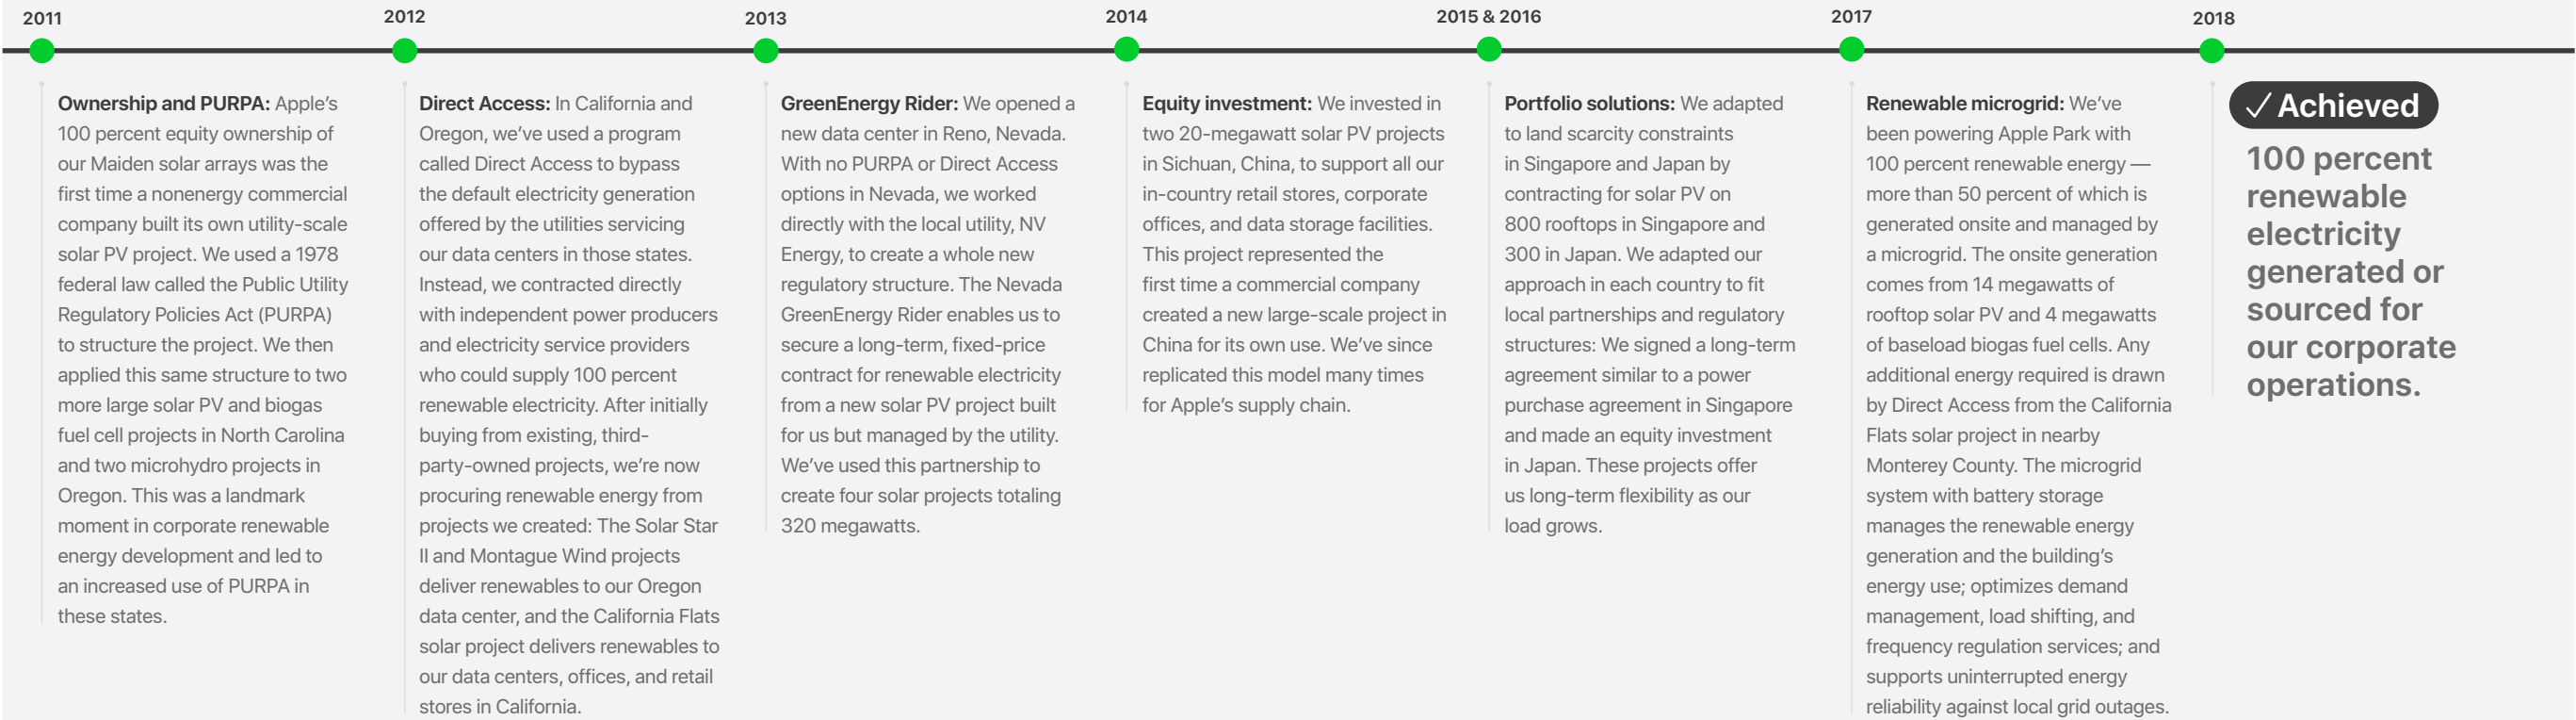 2011
Ownership and PURPA: Apple’s
100 percent equity ownership of
our Maiden solar arrays was the
first time a nonenergy commercial
company built its own utility-scale
solar PV project. We used a 1978
federal law called the Public Utility
Regulatory Policies Act (PURPA)
to structure the project. We then
applied this same structure to two
more large solar PV and biogas
fuel cell projects in North Carolina
and two microhydro projects in
Oregon. This was a landmark
moment in corporate renewable
energy development and led to
an increased use of PURPA in
these states.
2012
Direct Access: In California and
Oregon, we’ve used a program
called Direct Access to bypass
the default electricity generation
offered by the utilities servicing
our data centers in those states.
Instead, we contracted directly
with independent power producers
and electricity service providers
who could supply 100 percent
renewable electricity. After initially
buying from existing, third-
party-owned projects, we’re now
procuring renewable energy from
projects we created: The Solar Star
II and Montague Wind projects
deliver renewables to our Oregon
data center, and the California Flats
solar project delivers renewables to
our data centers, offices, and retail
stores in California.
2013
GreenEnergy Rider: We opened a
new data center in Reno, Nevada.
With no PURPA or Direct Access
options in Nevada, we worked
directly with the local utility, NV
Energy, to create a whole new
regulatory structure. The Nevada
GreenEnergy Rider enables us to
secure a long-term, fixed-price
contract for renewable electricity
from a new solar PV project built
for us but managed by the utility.
We’ve used this partnership to
create four solar projects totaling
320 megawatts.
2014
Equity investment: We invested in
two 20-megawatt solar PV projects
in Sichuan, China, to support all our
in-country retail stores, corporate
offices, and data storage facilities.
This project represented the
first time a commercial company
created a new large-scale project in
China for its own use. We’ve since
replicated this model many times
for Apple’s supply chain.
2015 & 2016
Portfolio solutions: We adapted
to land scarcity constraints
in Singapore and Japan by
contracting for solar PV on
800 rooftops in Singapore and
300 in Japan. We adapted our
approach in each country to fit
local partnerships and regulatory
structures: We signed a long-term
agreement similar to a power
purchase agreement in Singapore
and made an equity investment
in Japan. These projects offer
us long-term flexibility as our
load grows.
2017
Renewable microgrid: We’ve
been powering Apple Park with
100 percent renewable energy —
more than 50 percent of which is
generated onsite and managed by
a microgrid. The onsite generation
comes from 14 megawatts of
rooftop solar PV and 4 megawatts
of baseload biogas fuel cells. Any
additional energy required is drawn
by Direct Access from the California
Flats solar project in nearby
Monterey County. The microgrid
system with battery storage
manages the renewable energy
generation and the building’s
energy use; optimizes demand
management, load shifting, and
frequency regulation services; and
supports uninterrupted energy
reliability against local grid outages.
2018
✓ Achieved
100 percent
renewable
electricity
generated or
sourced for
our corporate
operations.